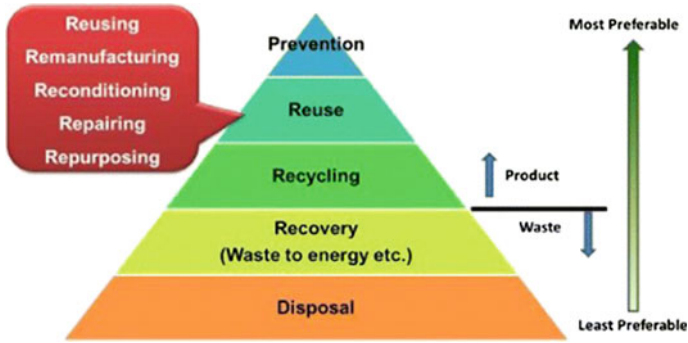 Reusing
Remanufacturing
Reconditioning
Repairing
Repurposing
Prevention
Reuse
Recycling
Recovery
(Waste to energy etc.)
Disposal
Product
Waste
Most Preferable
Least Preferable